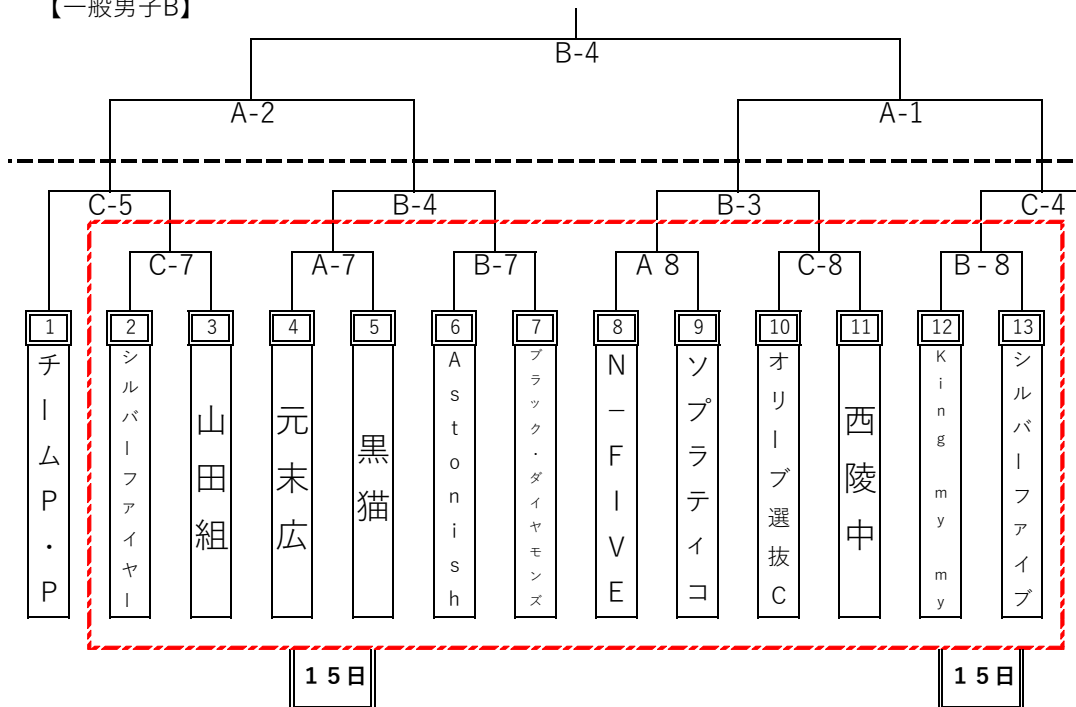 【一般男子B】
B-4
A-2 A-1
C-5 B-4 B-3 C-4
C-7 A-7 B-7 A 8 C-8 B-8
1 2 3 4 5 6 7 8 9 10 11 12 13
チームP・P
シルバーファイヤー
山田組
元末広
黒猫
Astonish
ブラック・ダイヤモンズ
N－FIVE
ソプラティコ
オリーブ選抜C
西陵中
King my my
シルバーファイブ
15日 15日